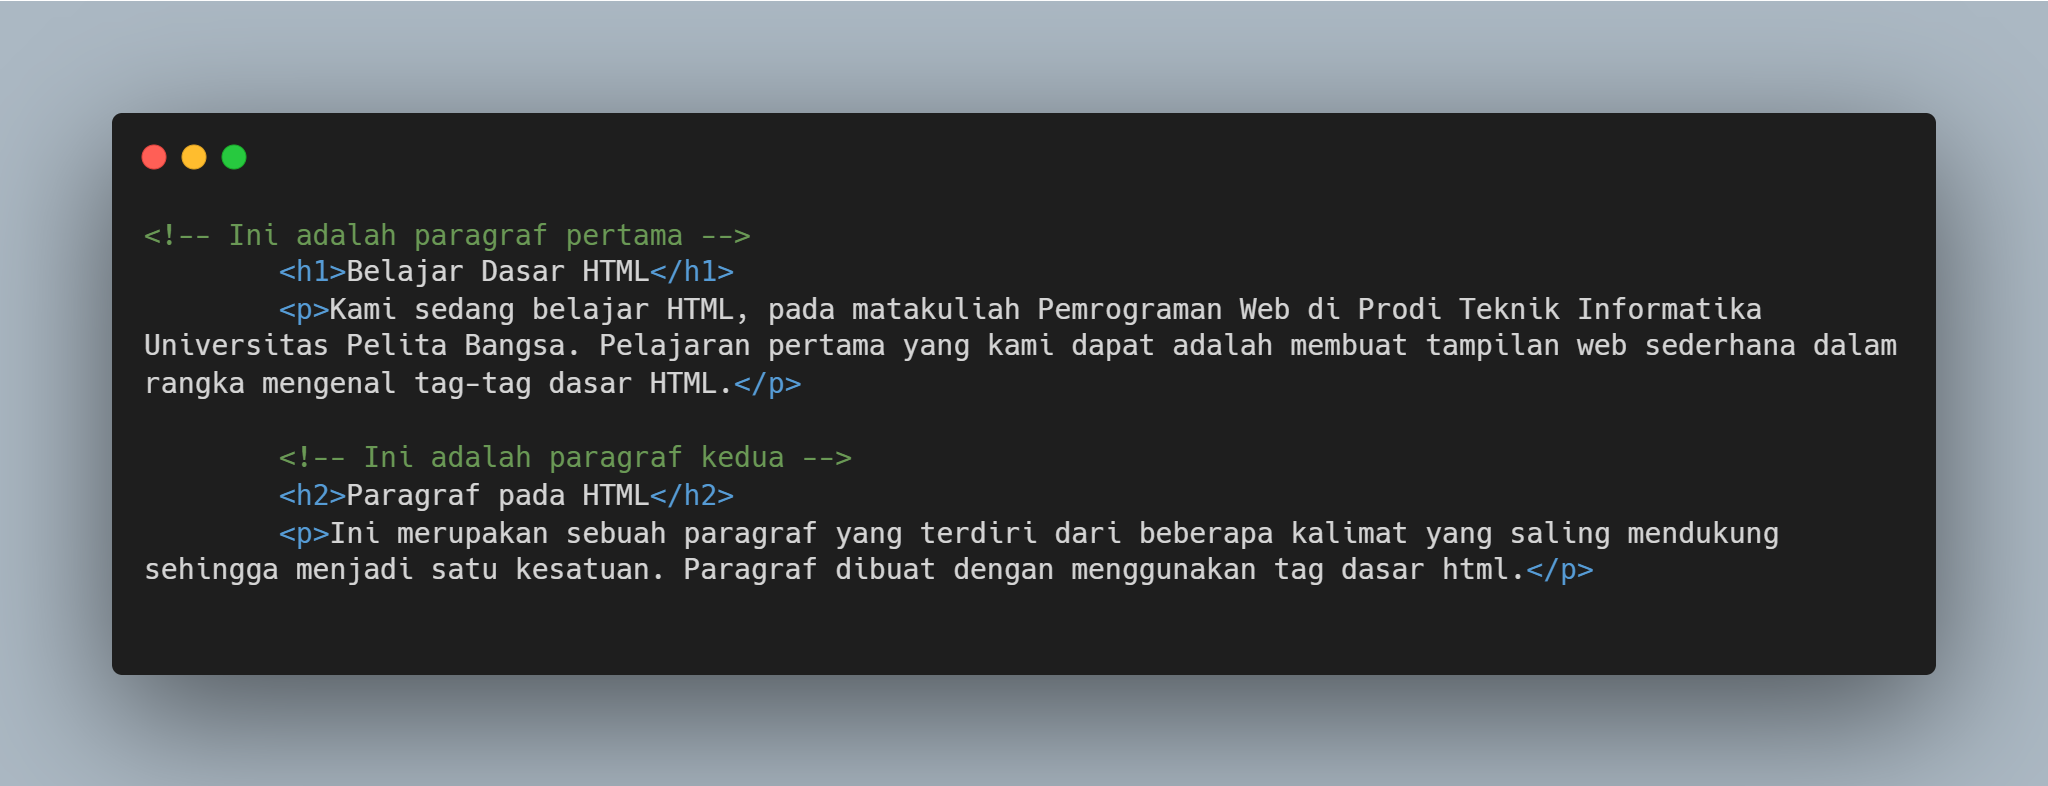 <!-- Ini adalah paragraf pertama -->
<h1>Belajar Dasar HTML</h1>
<p>Kami sedang belajar HTML, pada matakuliah Pemrograman Web di Prodi Teknik Informatika
Universitas Pelita Bangsa. Pelajaran pertama yang kami dapat adalah membuat tampilan web sederhana dalam
rangka mengenal tag-tag dasar HTML.</p>
<!-- Ini adalah paragraf kedua -->
<h2>Paragraf pada HTML</h2>
<p>Ini merupakan sebuah paragraf yang terdiri dari beberapa kalimat yang saling mendukung
sehingga menjadi satu kesatuan. Paragraf dibuat dengan menggunakan tag dasar html.</p>